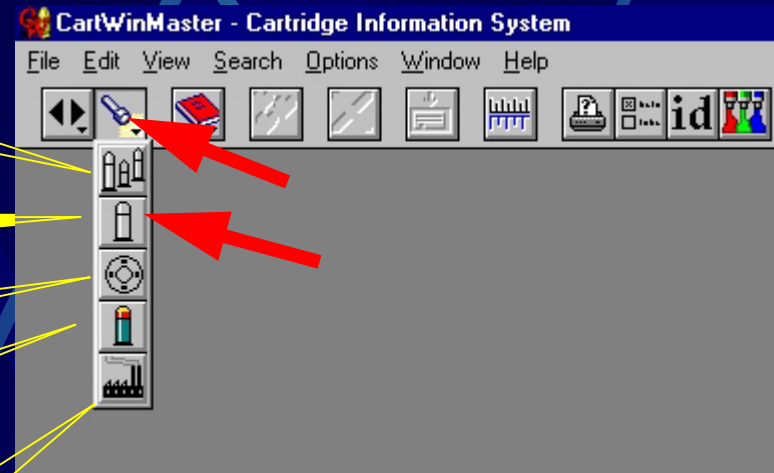 CartWinMaster - Cartridge Information System
File Edit View Search Options Window Help
? id